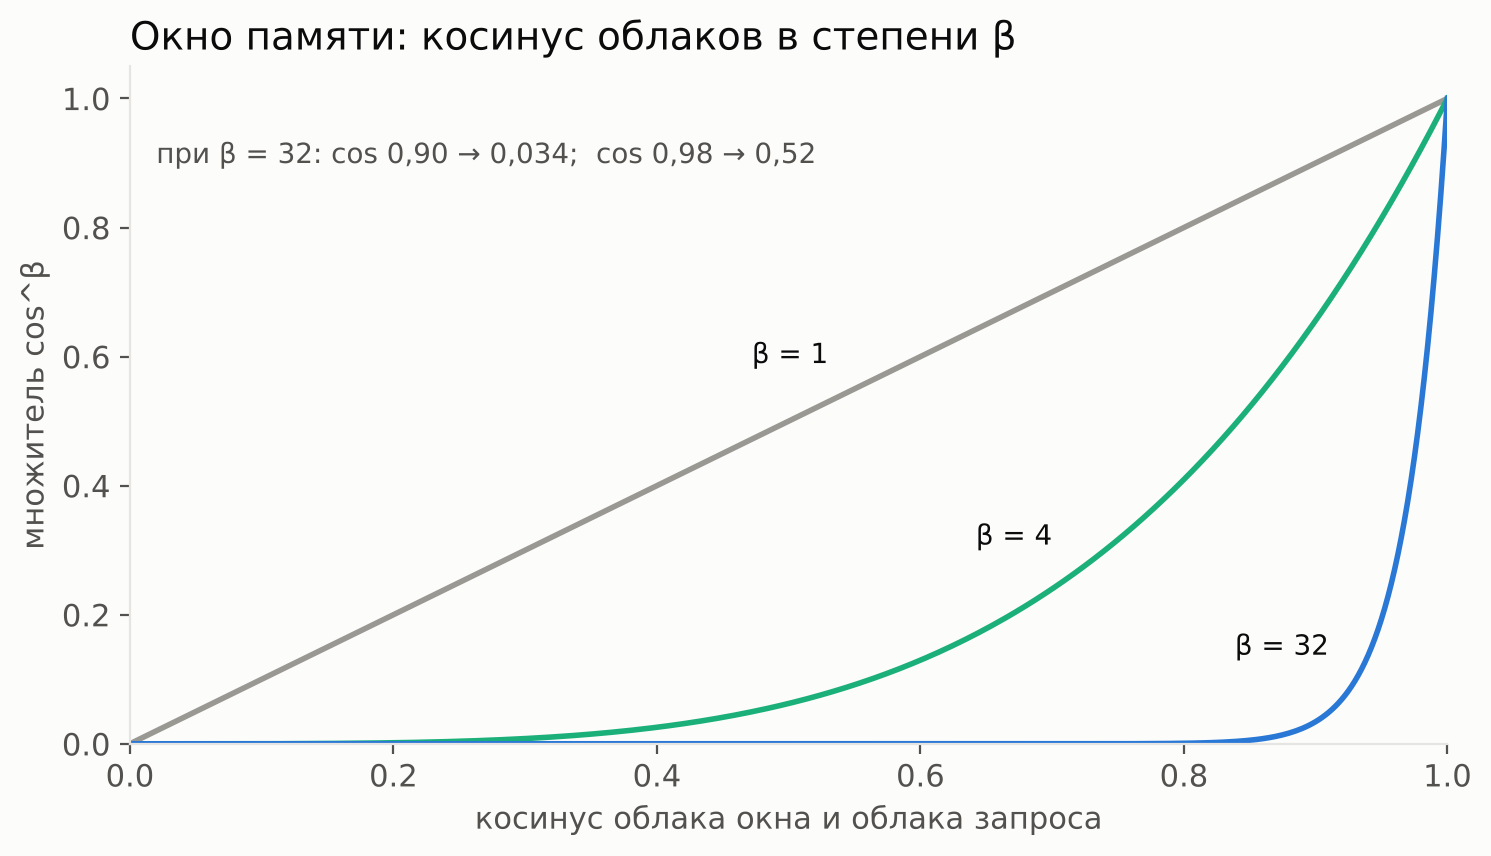 Окно памяти: косинус облаков в степени β
1.0
при β = 32: cos 0,90 → 0,034;  cos 0,98 → 0,52
0.8
множитель cos^β
0.6
β = 1
0.4
β = 4
0.2
β = 32
0.0
0.0 0.2 0.4 0.6 0.8 1.0
косинус облака окна и облака запроса